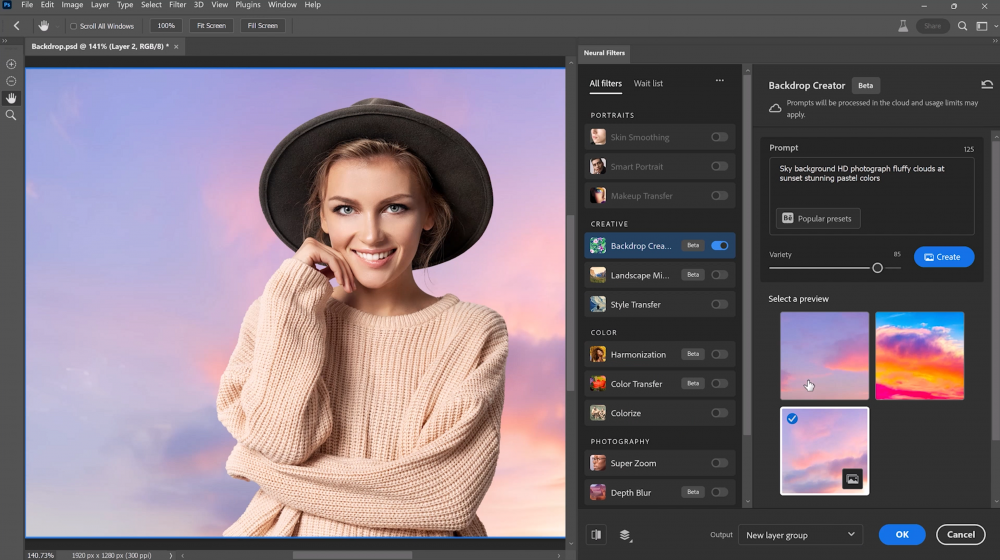 Ps File Edit Image Layer Type Select Filter 3D View Plugins Window Help
Scroll All Windows 100% Fit Screen Fill Screen Share
Backdrop.psd @ 141% (Layer 2, RGB/8) * ×
Neural Filters
All filters Wait list
PORTRAITS
Skin Smoothing
Smart Portrait
Makeup Transfer
CREATIVE
Backdrop Crea... Beta
Landscape Mi... Beta
Style Transfer
COLOR
Harmonization Beta
Color Transfer Beta
Colorize
PHOTOGRAPHY
Super Zoom
Depth Blur Beta
Backdrop Creator Beta
Prompts will be processed in the cloud and usage limits may
apply.
Prompt 125
Sky background HD photograph fluffy clouds at
sunset stunning pastel colors
Bē Popular presets
Variety 85
Create
Select a preview
Output New layer group OK Cancel
140.73% 1920 px x 1280 px (300 ppi)